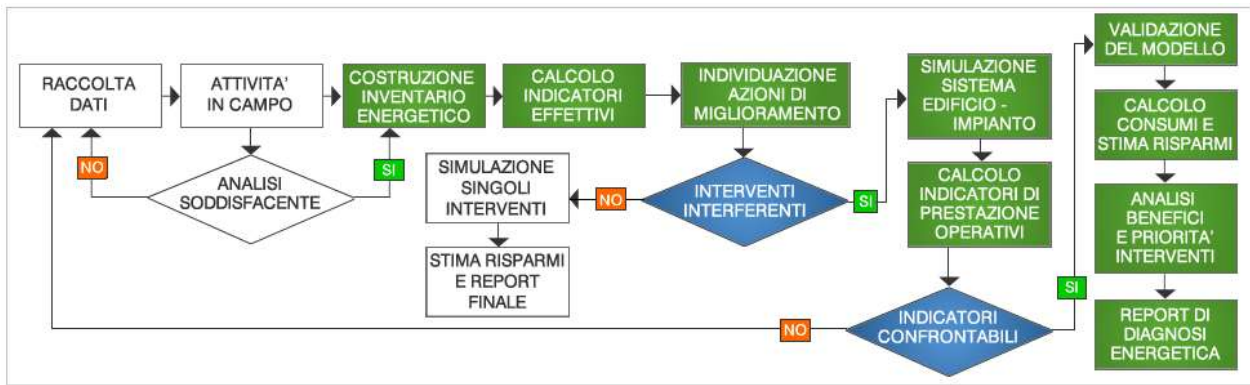 RACCOLTA
DATI
ATTIVITA'
IN CAMPO
NO
ANALISI
SODDISFACENTE
SI
COSTRUZIONE
INVENTARIO
ENERGETICO
CALCOLO
INDICATORI
EFFETTIVI
INDIVIDUAZIONE
AZIONI DI
MIGLIORAMENTO
INTERVENTI
INTERFERENTI
NO
SIMULAZIONE
SINGOLI
INTERVENTI
STIMA RISPARMI
E REPORT
FINALE
SI
SIMULAZIONE
SISTEMA
EDIFICIO -
IMPIANTO
CALCOLO
INDICATORI DI
PRESTAZIONE
OPERATIVI
INDICATORI
CONFRONTABILI
NO
SI
VALIDAZIONE
DEL MODELLO
CALCOLO
CONSUMI E
STIMA RISPARMI
ANALISI
BENEFICI
E PRIORITA'
INTERVENTI
REPORT DI
DIAGNOSI
ENERGETICA